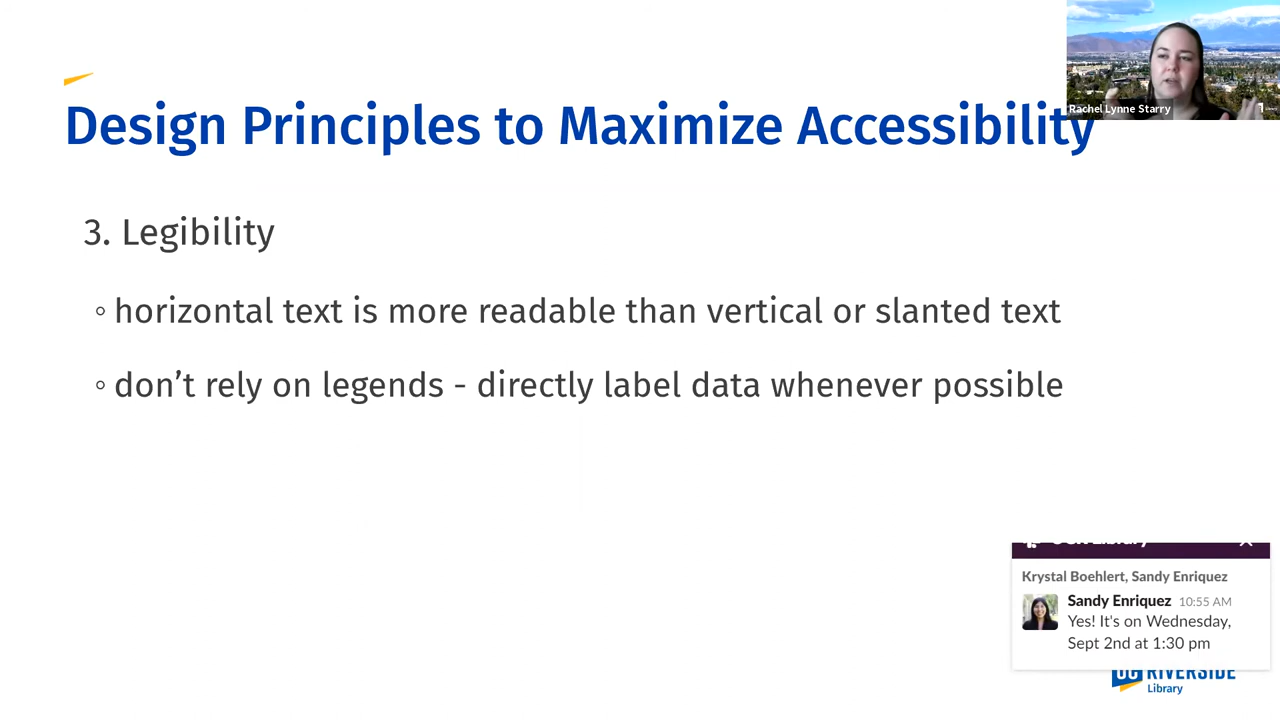 Rachel Lynne Starry
Design Principles to Maximize Accessibility
3. Legibility
◦ horizontal text is more readable than vertical or slanted text
◦ don’t rely on legends - directly label data whenever possible
Krystal Boehlert, Sandy Enriquez
Sandy Enriquez 10:55 AM
Yes! It's on Wednesday,
Sept 2nd at 1:30 pm
UC RIVERSIDE
Library